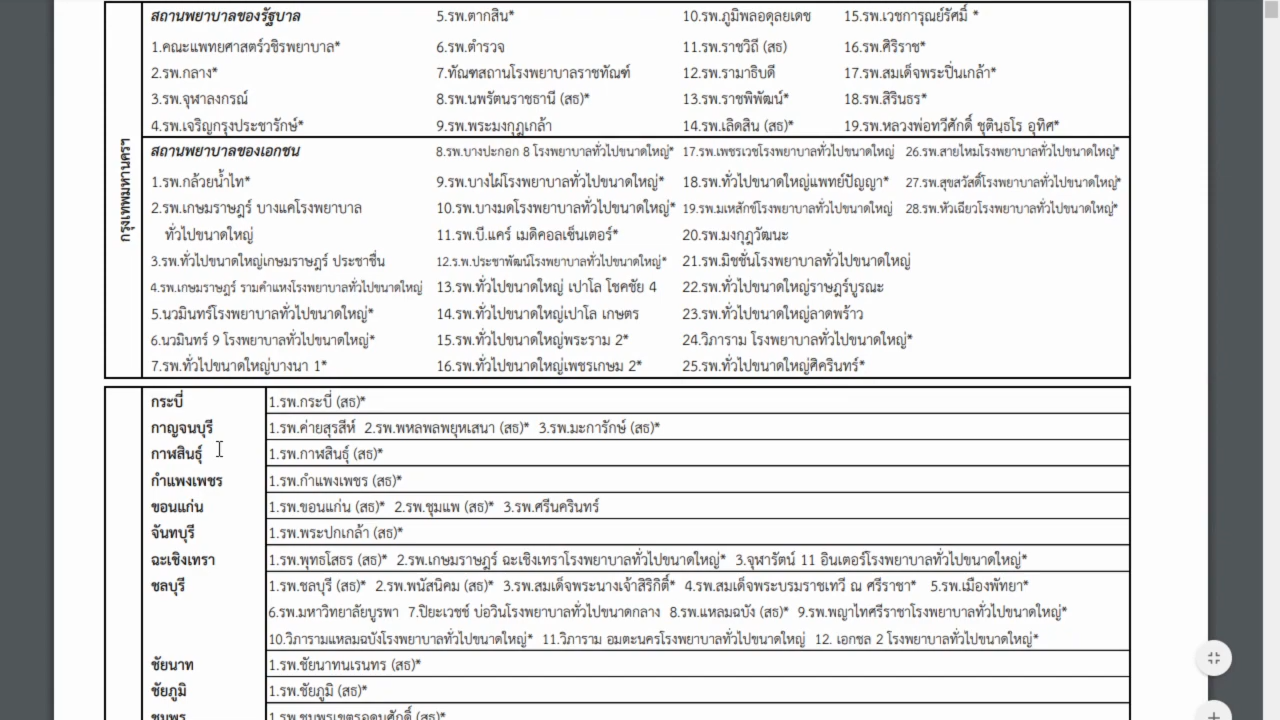 กรุงเทพมหานครฯ
สถานพยาบาลของรัฐบาล
1.คณะแพทยศาสตร์วชิรพยาบาล*
2.รพ.กลาง*
3.รพ.จุฬาลงกรณ์
4.รพ.เจริญกรุงประชารักษ์*
5.รพ.ตากสิน*
6.รพ.ตำรวจ
7.ทัณฑสถานโรงพยาบาลราชทัณฑ์
8.รพ.นพรัตนราชธานี (สธ)*
9.รพ.พระมงกุฎเกล้า
10.รพ.ภูมิพลอดุลยเดช
11.รพ.ราชวิถี (สธ)
12.รพ.รามาธิบดี
13.รพ.ราชพิพัฒน์*
14.รพ.เลิดสิน (สธ)*
15.รพ.เวชการุณย์รัศมิ์ *
16.รพ.ศิริราช*
17.รพ.สมเด็จพระปิ่นเกล้า*
18.รพ.สิรินธร*
19.รพ.หลวงพ่อทวีศักดิ์ ชุตินฺธโร อุทิศ*
สถานพยาบาลของเอกชน
1.รพ.กล้วยน้ำไท*
2.รพ.เกษมราษฎร์ บางแคโรงพยาบาล
ทั่วไปขนาดใหญ่
3.รพ.ทั่วไปขนาดใหญ่เกษมราษฎร์ ประชาชื่น
4.รพ.เกษมราษฎร์ รามคำแหงโรงพยาบาลทั่วไปขนาดใหญ่
5.นวมินทร์โรงพยาบาลทั่วไปขนาดใหญ่*
6.นวมินทร์ 9 โรงพยาบาลทั่วไปขนาดใหญ่*
7.รพ.ทั่วไปขนาดใหญ่บางนา 1*
8.รพ.บางปะกอก 8 โรงพยาบาลทั่วไปขนาดใหญ่*
9.รพ.บางไผ่โรงพยาบาลทั่วไปขนาดใหญ่*
10.รพ.บางมดโรงพยาบาลทั่วไปขนาดใหญ่*
11.รพ.บี.แคร์ เมดิคอลเซ็นเตอร์*
12.ร.พ.ประชาพัฒน์โรงพยาบาลทั่วไปขนาดใหญ่*
13.รพ.ทั่วไปขนาดใหญ่ เปาโล โชคชัย 4
14.รพ.ทั่วไปขนาดใหญ่เปาโล เกษตร
15.รพ.ทั่วไปขนาดใหญ่พระราม 2*
16.รพ.ทั่วไปขนาดใหญ่เพชรเกษม 2*
17.รพ.เพชรเวชโรงพยาบาลทั่วไปขนาดใหญ่
18.รพ.ทั่วไปขนาดใหญ่แพทย์ปัญญา*
19.รพ.มเหสักข์โรงพยาบาลทั่วไปขนาดใหญ่
20.รพ.มงกุฎวัฒนะ
21.รพ.มิชชั่นโรงพยาบาลทั่วไปขนาดใหญ่
22.รพ.ทั่วไปขนาดใหญ่ราษฎร์บูรณะ
23.รพ.ทั่วไปขนาดใหญ่ลาดพร้าว
24.วิภาราม โรงพยาบาลทั่วไปขนาดใหญ่*
25.รพ.ทั่วไปขนาดใหญ่ศิครินทร์*
26.รพ.สายไหมโรงพยาบาลทั่วไปขนาดใหญ่*
27.รพ.สุขสวัสดิ์โรงพยาบาลทั่วไปขนาดใหญ่*
28.รพ.หัวเฉียวโรงพยาบาลทั่วไปขนาดใหญ่*
กระบี่ 1.รพ.กระบี่ (สธ)*
กาญจนบุรี 1.รพ.ค่ายสุรสีห์ 2.รพ.พหลพลพยุหเสนา (สธ)* 3.รพ.มะการักษ์ (สธ)*
กาฬสินธุ์ 1.รพ.กาฬสินธุ์ (สธ)*
กำแพงเพชร 1.รพ.กำแพงเพชร (สธ)*
ขอนแก่น 1.รพ.ขอนแก่น (สธ)* 2.รพ.ชุมแพ (สธ)* 3.รพ.ศรีนครินทร์
จันทบุรี 1.รพ.พระปกเกล้า (สธ)*
ฉะเชิงเทรา 1.รพ.พุทธโสธร (สธ)* 2.รพ.เกษมราษฎร์ ฉะเชิงเทราโรงพยาบาลทั่วไปขนาดใหญ่* 3.จุฬารัตน์ 11 อินเตอร์โรงพยาบาลทั่วไปขนาดใหญ่*
ชลบุรี 1.รพ.ชลบุรี (สธ)* 2.รพ.พนัสนิคม (สธ)* 3.รพ.สมเด็จพระนางเจ้าสิริกิติ์* 4.รพ.สมเด็จพระบรมราชเทวี ณ ศรีราชา* 5.รพ.เมืองพัทยา*
6.รพ.มหาวิทยาลัยบูรพา 7.ปิยะเวชช์ บ่อวินโรงพยาบาลทั่วไปขนาดกลาง 8.รพ.แหลมฉบัง (สธ)* 9.รพ.พญาไทศรีราชาโรงพยาบาลทั่วไปขนาดใหญ่*
10.วิภารามแหลมฉบังโรงพยาบาลทั่วไปขนาดใหญ่* 11.วิภาราม อมตะนครโรงพยาบาลทั่วไปขนาดใหญ่ 12. เอกชล 2 โรงพยาบาลทั่วไปขนาดใหญ่*
ชัยนาท 1.รพ.ชัยนาทนเรนทร (สธ)*
ชัยภูมิ 1.รพ.ชัยภูมิ (สธ)*
ชุมพร 1.รพ.ชุมพรเขตรอุดมศักดิ์ (สธ)*